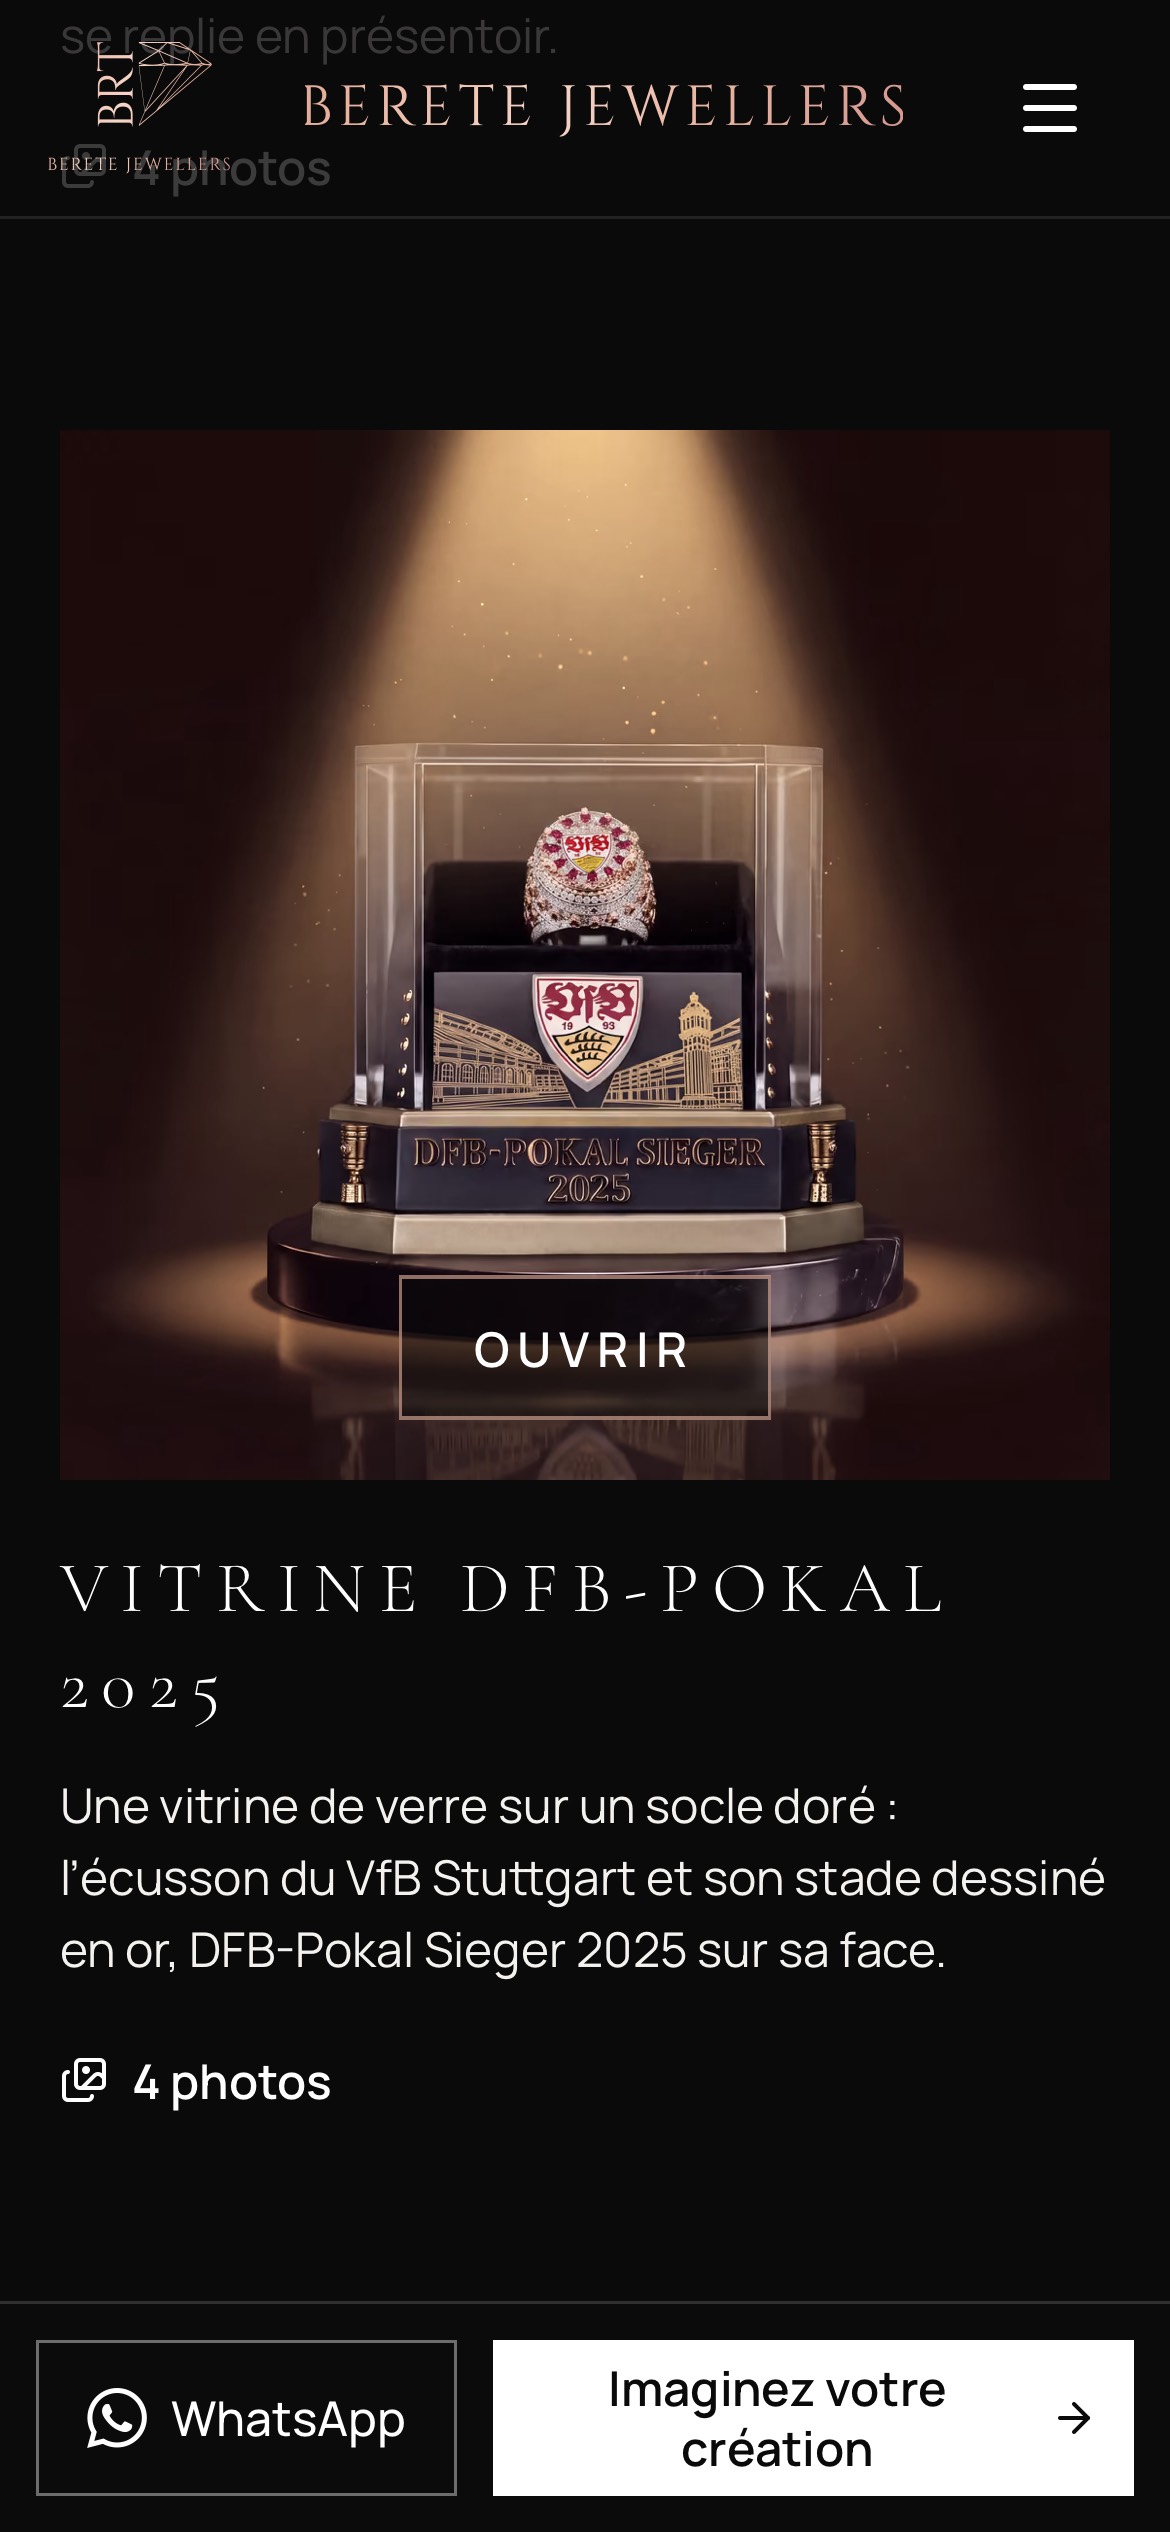 se replie en présentoir.
BRT
BERETE JEWELLERS
BERETE JEWELLERS
4 photos
VfB
VfB
19 93
DFB-POKAL SIEGER
2025
OUVRIR
VITRINE DFB-POKAL
2025
Une vitrine de verre sur un socle doré :
l’écusson du VfB Stuttgart et son stade dessiné
en or, DFB-Pokal Sieger 2025 sur sa face.
4 photos
WhatsApp
Imaginez votre
création